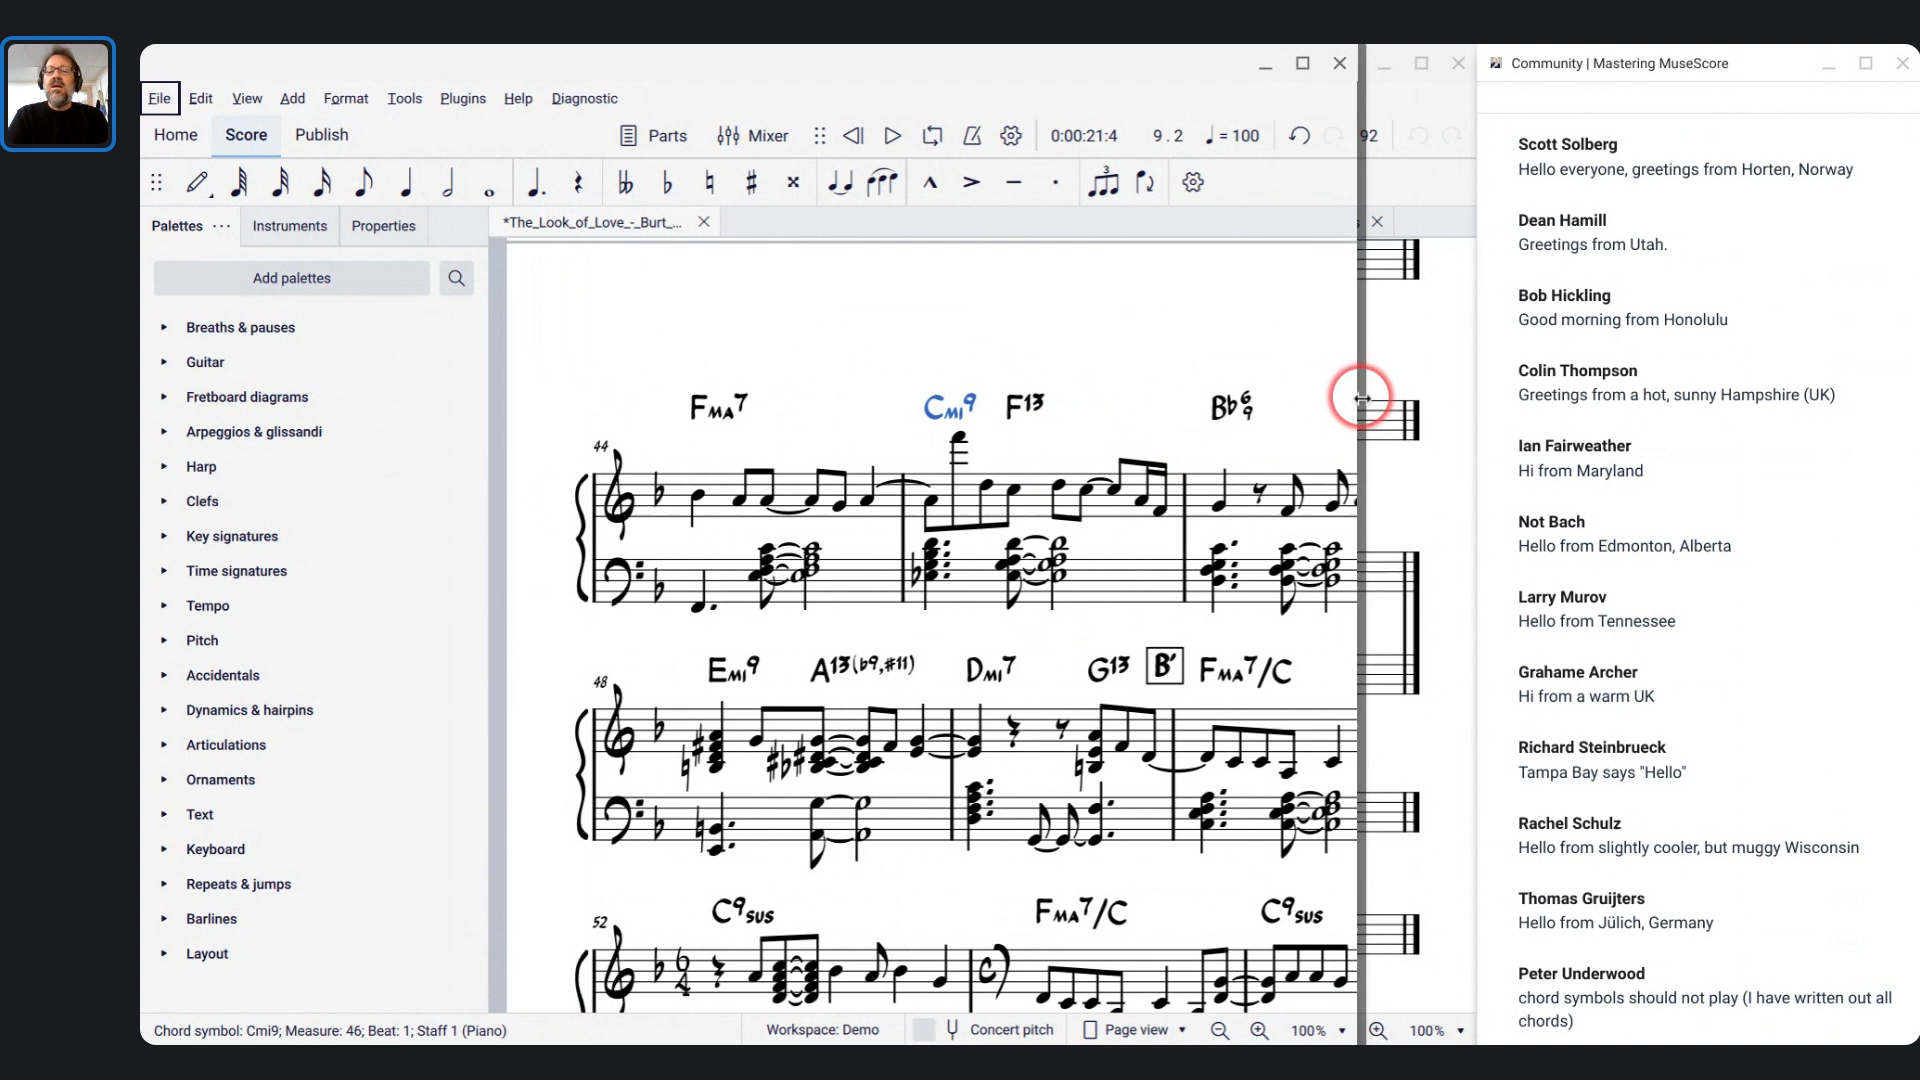 Community | Mastering MuseScore
File Edit View Add Format Tools Plugins Help Diagnostic
Home Score Publish Parts Mixer 0:00:21:4 9 . 2 = 100 92
3
Palettes ··· Instruments Properties *The_Look_of_Love_-_Burt_... s
Add palettes
Breaths & pauses
Guitar
Fretboard diagrams
Arpeggios & glissandi
Harp
Clefs
Key signatures
Time signatures
Tempo
Pitch
Accidentals
Dynamics & hairpins
Articulations
Ornaments
Text
Keyboard
Repeats & jumps
Barlines
Layout
FMA7 CMI9 F13 Bb69
44
EMI9 A13(b9,#11) DMI7 G13 B' FMA7/C
48
C9SUS FMA7/C C9SUS
52
6
4
Chord symbol: Cmi9; Measure: 46; Beat: 1; Staff 1 (Piano) Workspace: Demo Concert pitch Page view 100% 100%
Scott Solberg
Hello everyone, greetings from Horten, Norway
Dean Hamill
Greetings from Utah.
Bob Hickling
Good morning from Honolulu
Colin Thompson
Greetings from a hot, sunny Hampshire (UK)
Ian Fairweather
Hi from Maryland
Not Bach
Hello from Edmonton, Alberta
Larry Murov
Hello from Tennessee
Grahame Archer
Hi from a warm UK
Richard Steinbrueck
Tampa Bay says "Hello"
Rachel Schulz
Hello from slightly cooler, but muggy Wisconsin
Thomas Gruijters
Hello from Jülich, Germany
Peter Underwood
chord symbols should not play (I have written out all
chords)